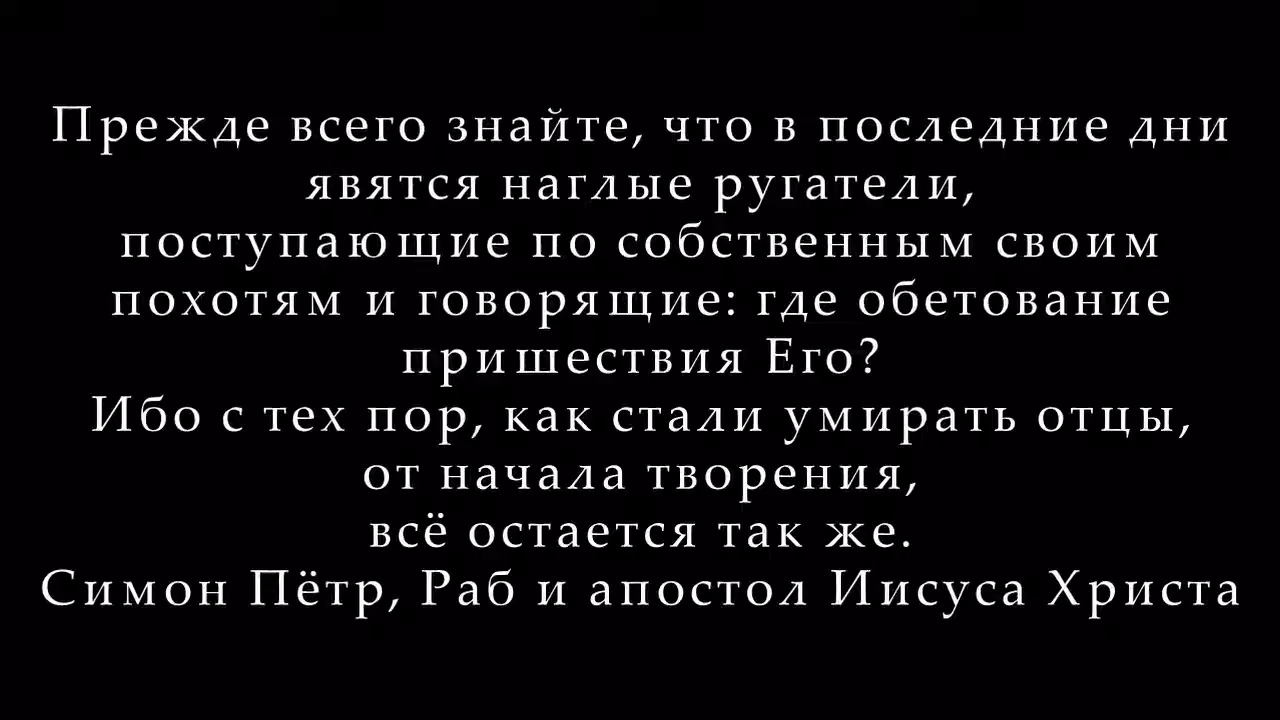 Прежде всего знайте, что в последние дни
явятся наглые ругатели,
поступающие по собственным своим
похотям и говорящие: где обетование
пришествия Его?
Ибо с тех пор, как стали умирать отцы,
от начала творения,
всё остается так же.
Симон Пётр, Раб и апостол Иисуса Христа